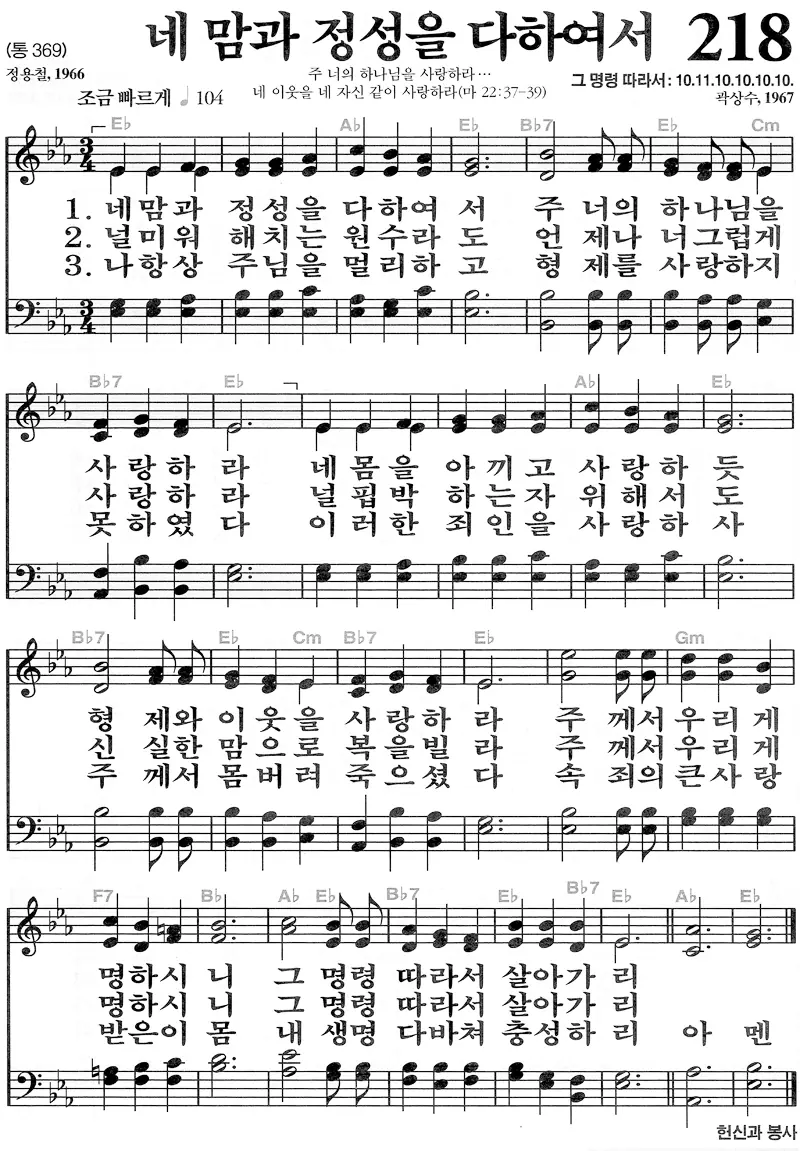 (통 369)
네 맘과 정성을 다하여서 218
정용철, 1966
주 너의 하나님을 사랑하라…
네 이웃을 네 자신 같이 사랑하라(마 22:37-39)
그 명령 따라서 : 10.11.10.10.10.10.
곽상수, 1967
조금 빠르게 ♩ 104
E♭ A♭ E♭ B♭7 E♭ Cm
1. 네 맘 과 정 성 을 다 하 여 서 주 너 의 하 나 님 을
2. 널 미 워 해 치 는 원 수 라 도 언 제 나 너 그 럽 게
3. 나 항 상 주 님 을 멀 리 하 고 형 제 를 사 랑 하 지
B♭7 E♭ A♭ E♭
사 랑 하 라 네 몸 을 아 끼 고 사 랑 하 듯
사 랑 하 라 널 핍 박 하 는 자 위 해 서 도
못 하 였 다 이 러 한 죄 인 을 사 랑 하 사
B♭7 E♭ Cm B♭7 E♭ Gm
형 제 와 이 웃 을 사 랑 하 라 주 께 서 우 리 게
신 실 한 맘 으 로 복 을 빌 라 주 께 서 우 리 게
주 께 서 몸 버 려 죽 으 셨 다 속 죄 의 큰 사 랑
F7 B♭ A♭ E♭ B♭7 E♭ B♭7 E♭ A♭ E♭
명 하 시 니 그 명 령 따 라 서 살 아 가 리
명 하 시 니 그 명 령 따 라 서 살 아 가 리
받 은 이 몸 내 생 명 다 바 쳐 충 성 하 리 아 멘
헌신과 봉사